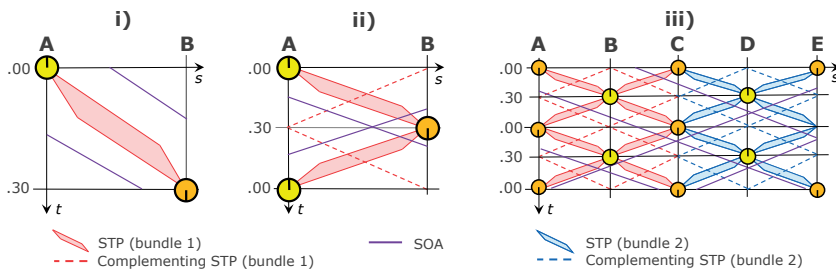 i)
A B
.00
s
.30
t
ii)
A B
.00
s
.30
.00
t
iii)
A B C D E
.00
s
.30
.00
.30
.00
t
STP (bundle 1)
Complementing STP (bundle 1)
SOA
STP (bundle 2)
Complementing STP (bundle 2)